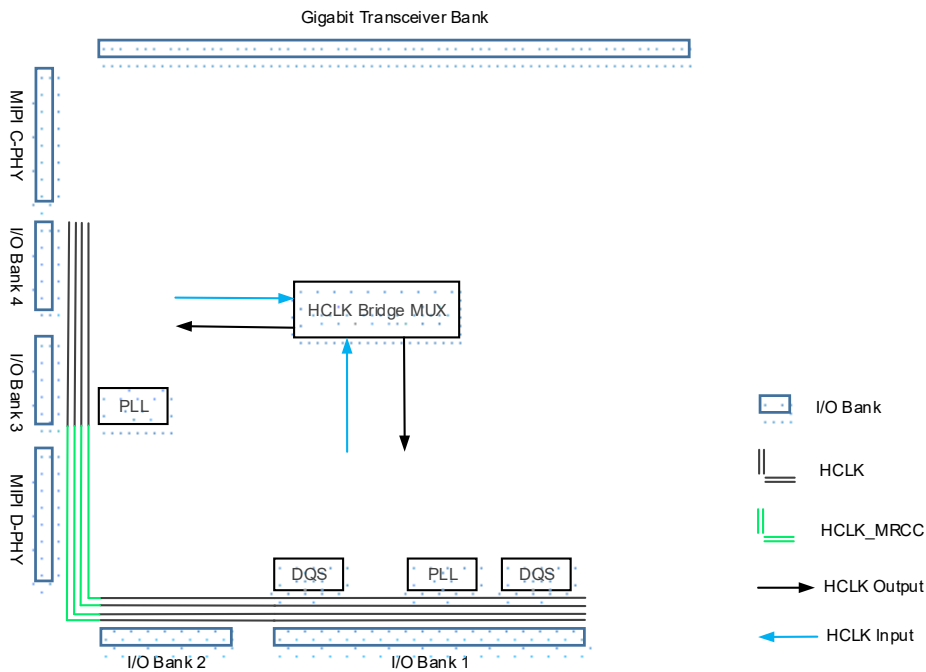 Gigabit Transceiver Bank
MIPI C-PHY
I/O Bank 4
HCLK Bridge MUX
I/O Bank 3
PLL
I/O Bank
MIPI D-PHY
HCLK
HCLK_MRCC
DQS
PLL
DQS
HCLK Output
HCLK Input
I/O Bank 2
I/O Bank 1